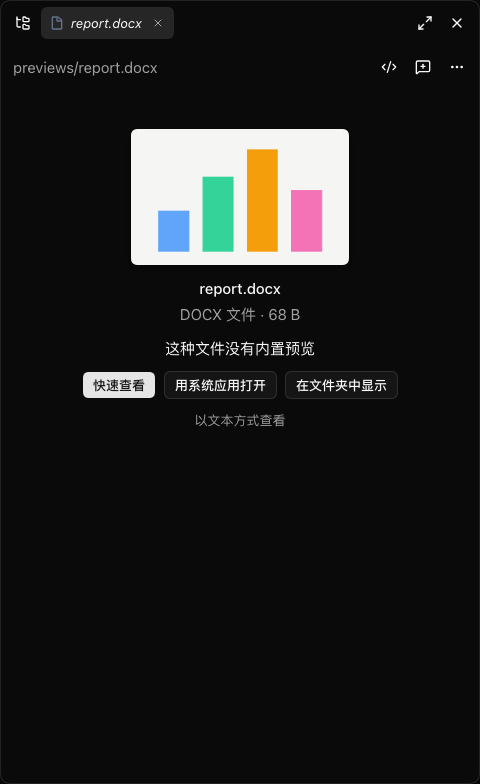 report.docx
previews/report.docx
report.docx
DOCX 文件 · 68 B
这种文件没有内置预览
快速查看 用系统应用打开 在文件夹中显示
以文本方式查看